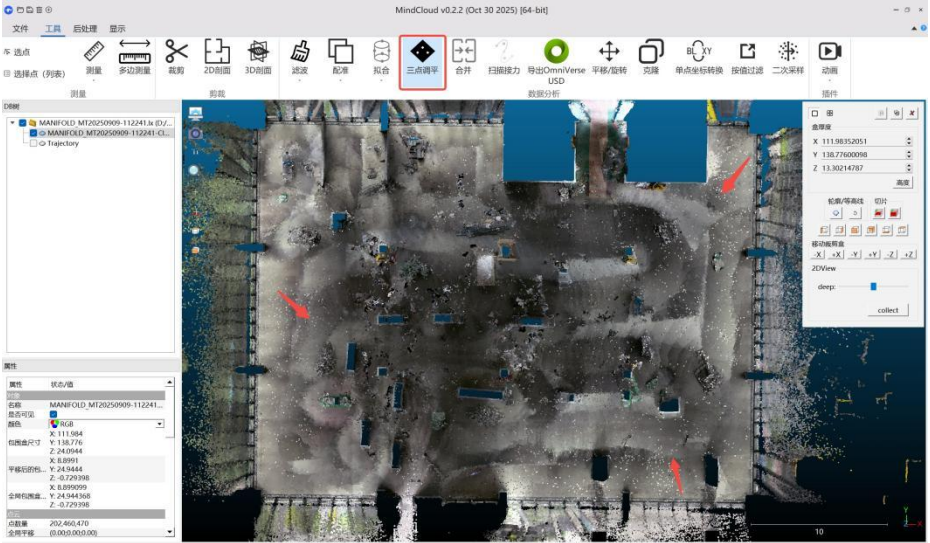 MindCloud v0.2.2 (Oct 30 2025) [64-bit]
文件 工具 后处理 显示
选点
选择点（列表）
测量 多边测量 裁剪 2D剖面 3D剖面 滤波 配准 拟合 三点调平 合并 扫描接力 导出OmniVerse USD 平移/旋转 克隆 单点坐标转换 按值过滤 二次采样 动画
测量 剪裁 数据分析 插件
DB树
MANIFOLD_MT20250909-112241.lx (D:/...
MANIFOLD_MT20250909-112241-Cl...
Trajectory
盒厚度
X 111.98352051
Y 138.77600098
Z 13.30214787
高度
轮廓/等高线 切片
移动裁剪盒
-X +X -Y +Y -Z +Z
2DView
deep:
collect
属性
属性 状态/值
名称 MANIFOLD_MT20250909-112241...
是否可见
颜色 RGB
包围盒尺寸
X: 111.984
Y: 138.776
Z: 24.0944
平移后的包...
X: 8.8991
Y: 24.9444
Z: -0.729398
全局包围盒...
X: 8.899099
Y: 24.944368
Z: -0.729398
点云
点数量 202,460,470
全局平移 (0.00;0.00;0.00)
10